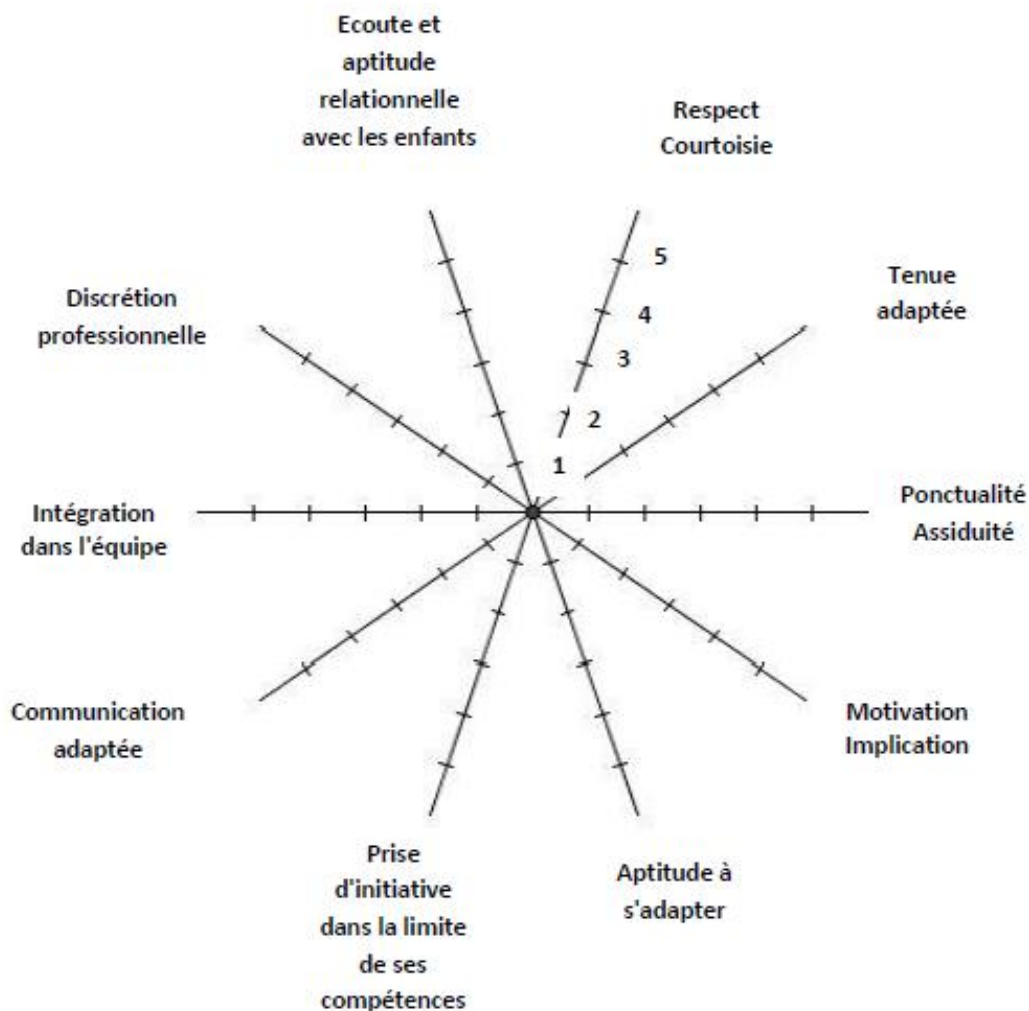 Ecoute et
aptitude
relationnelle
avec les enfants
Respect
Courtoisie
5
4
3
2
1
Tenue
adaptée
Discrétion
professionnelle
Ponctualité
Assiduité
Intégration
dans l'équipe
Communication
adaptée
Motivation
Implication
Prise
d'initiative
dans la limite
de ses
compétences
Aptitude à
s'adapter